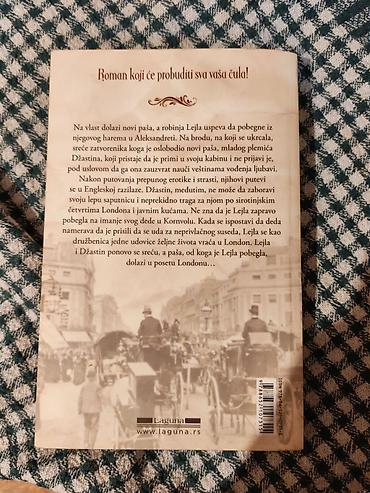 Roman koji će probuditi sva vaša čula!
Na vlast dolazi novi paša, a robinja Lejla uspeva da pobegne iz
njegovog harema u Aleksandreti. Na brodu, na koji se ukrcala,
sreće zatvorenika koga je oslobodio novi paša, mladog plemića
Džastina, koji pristaje da je primi u svoju kabinu i ne prijavi je,
pod uslovom da ga ona zauzvrat nauči veštinama vođenja ljubavi.
Nakon putovanja prepunog erotike i strasti, njihovi putevi
se u Engleskoj razilaze. Džastin, međutim, ne može da zaboravi
svoju lepu saputnicu i neprekidno traga za njom po sirotinjskim
četvrtima Londona i javnim kućama. Ne zna da je Lejla zapravo
pobegla na imanje svog dede u Kornvolu. Kada se ispostavi da deda
namerava da je prisili da se uda za neprivlačnog suseda, Lejla se kao
družbenica jedne udovice željne života vraća u London. Lejla
i Džastin ponovo se sreću, a paša, od koga je Lejla pobegla,
dolazi u posetu Londonu…
Laguna
www.laguna.rs